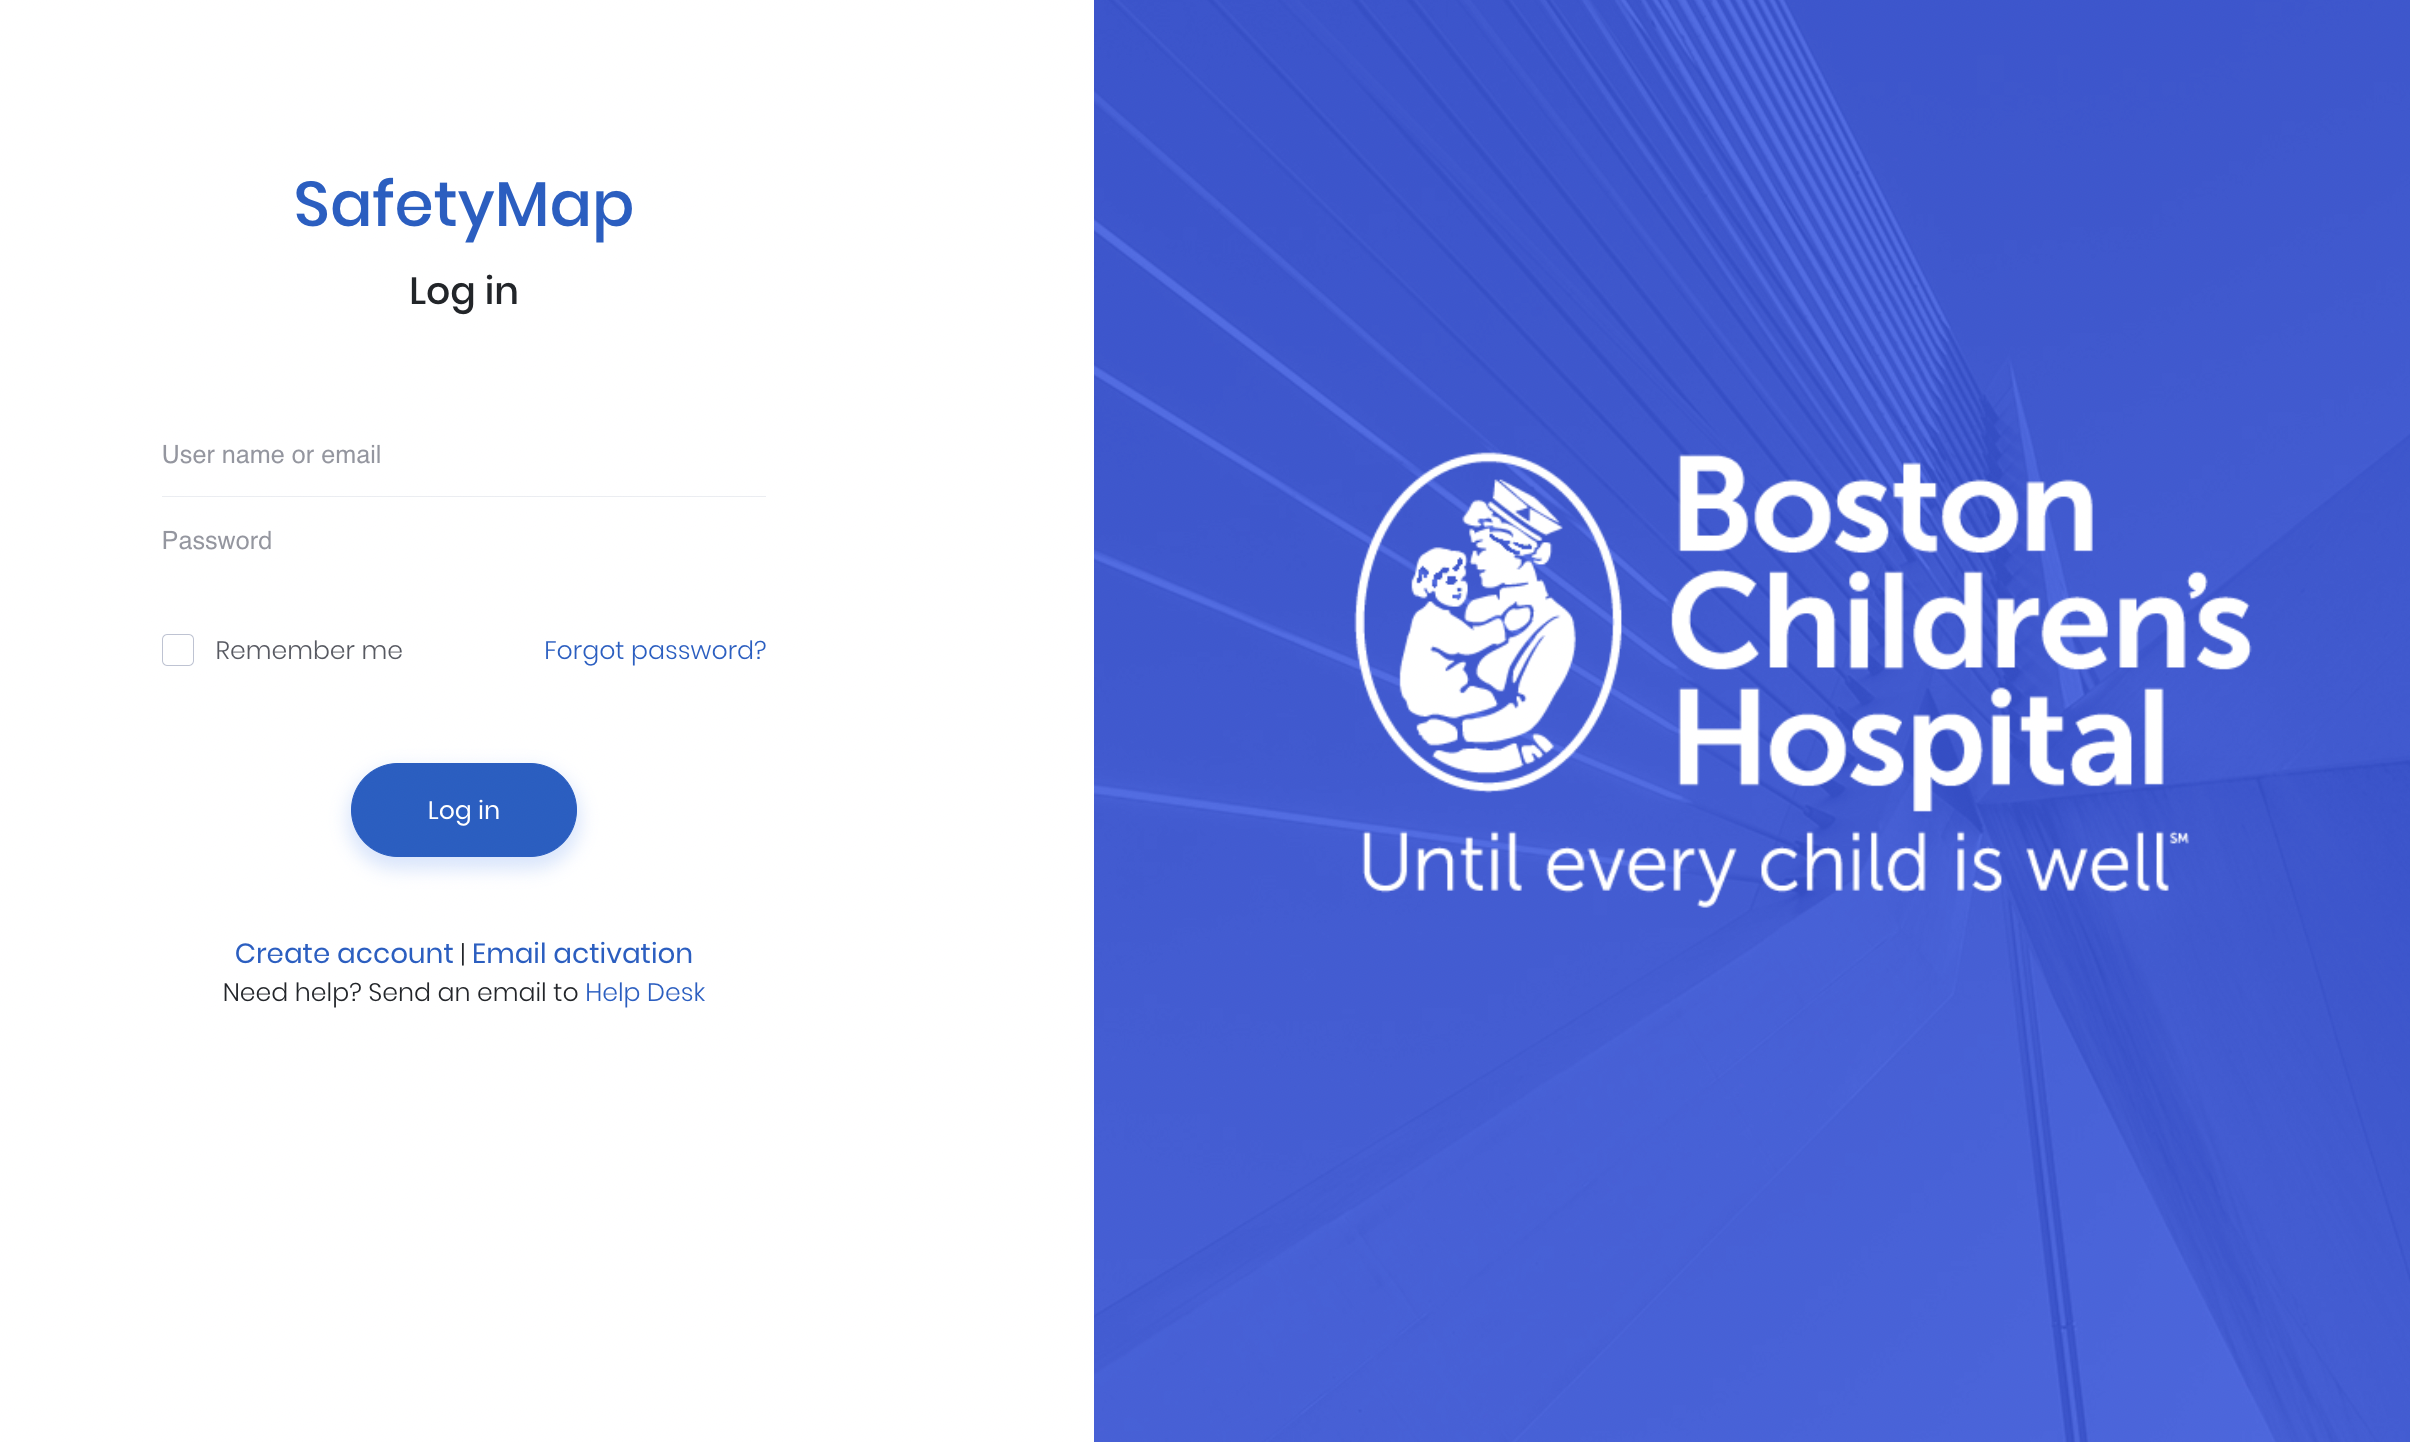 SafetyMap
Log in
User name or email
Password
Remember me
Forgot password?
Log in
Create account | Email activation
Need help? Send an email to Help Desk
Boston
Children's
Hospital
Until every child is well℠